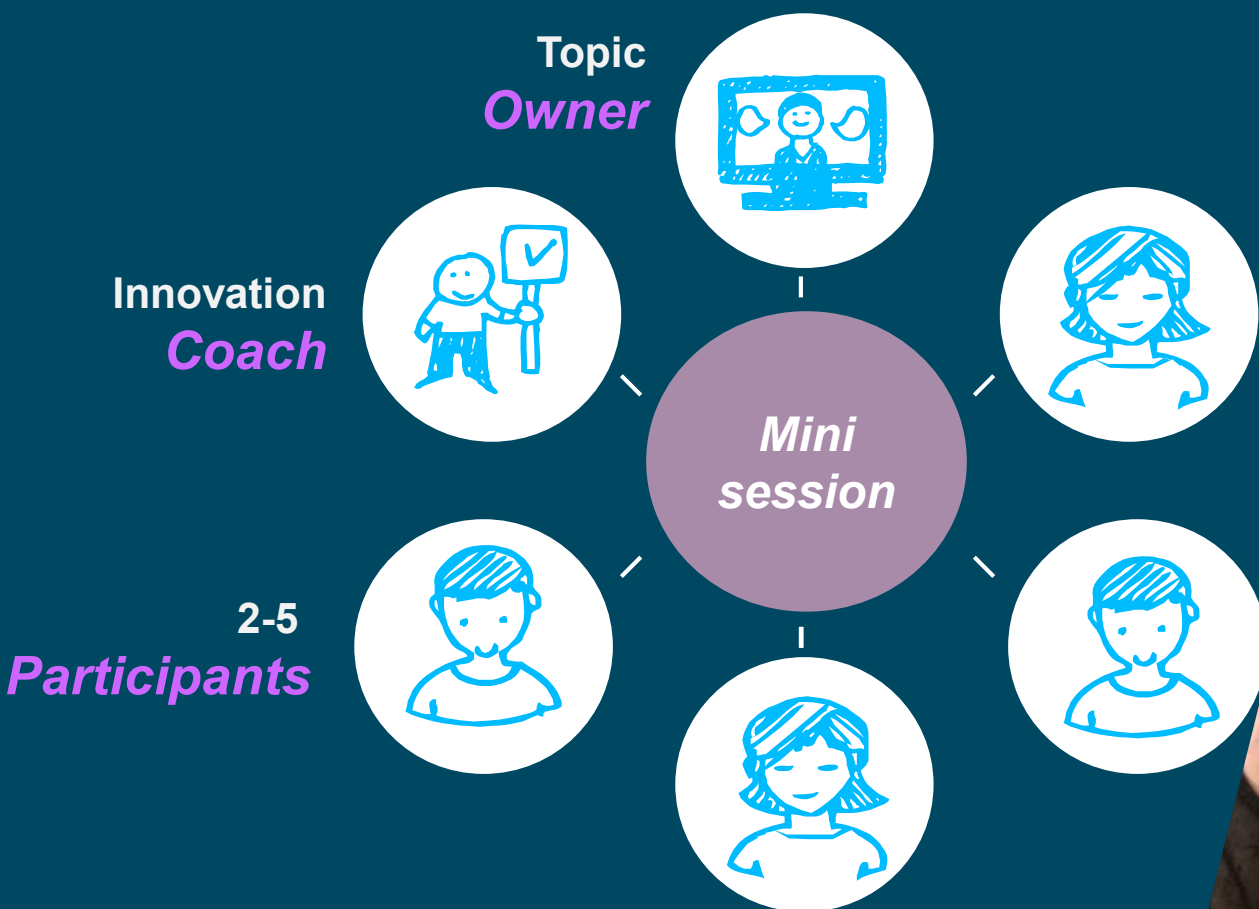 Topic
Owner
Innovation
Coach
Mini
session
2-5
Participants